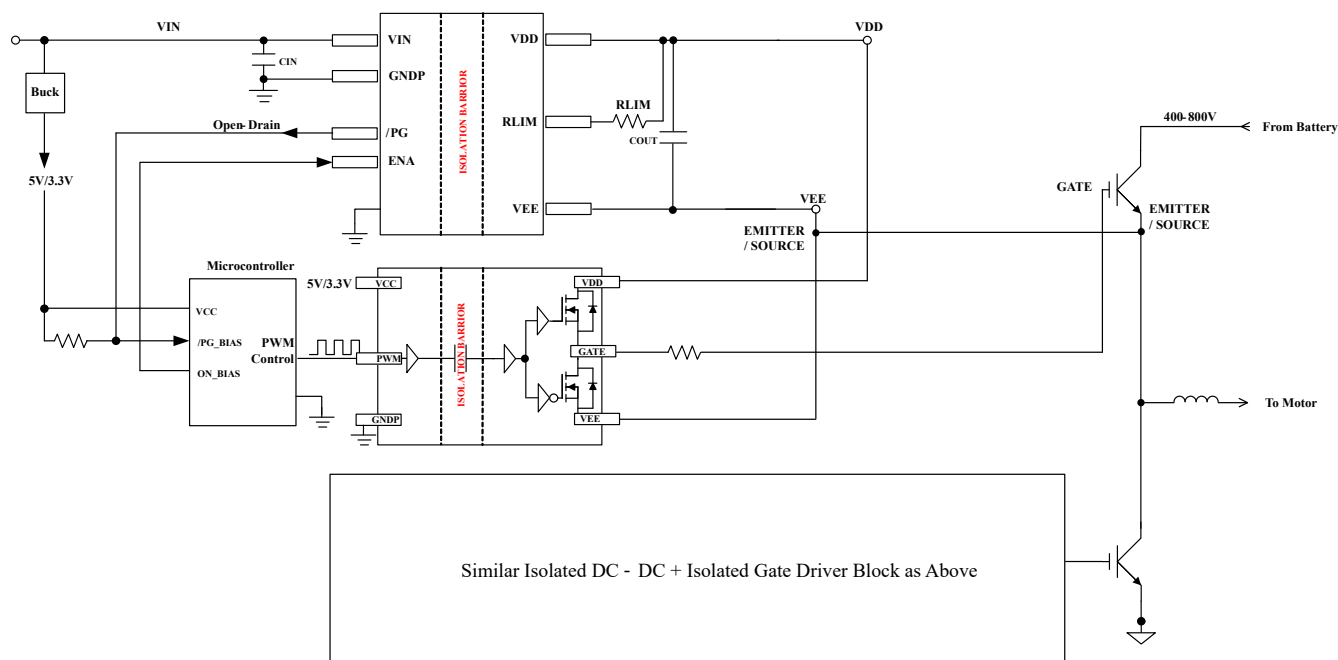 VIN
VIN
VDD
VDD
CIN
GNDP
Buck
ISOLATION BARRIER
RLIM
RLIM
COUT
Open- Drain
/PG
ENA
400-800V
From Battery
5V/3.3V
GATE
VEE
VEE
EMITTER
/ SOURCE
EMITTER
/ SOURCE
Microcontroller
5V/3.3V
VCC
VDD
VCC
/PG_BIAS
PWM
Control
ON_BIAS
PWM
ISOLATION BARRIER
GATE
GNDP
VEE
To Motor
Similar Isolated DC - DC + Isolated Gate Driver Block as Above